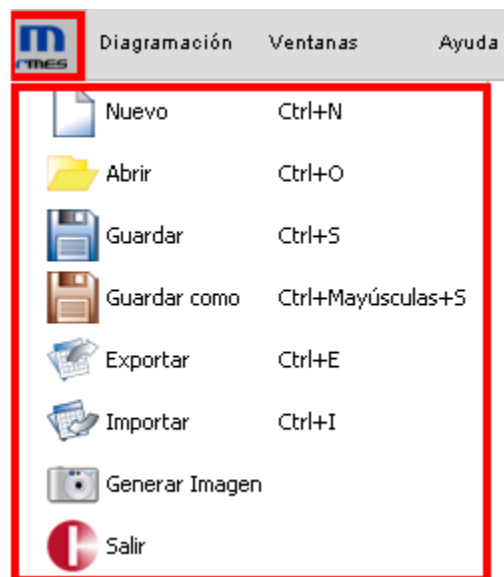 m
rmes Diagramación Ventanas Ayuda
Nuevo Ctrl+N
Abrir Ctrl+O
Guardar Ctrl+S
Guardar como Ctrl+Mayúsculas+S
Exportar Ctrl+E
Importar Ctrl+I
Generar Imagen
Salir